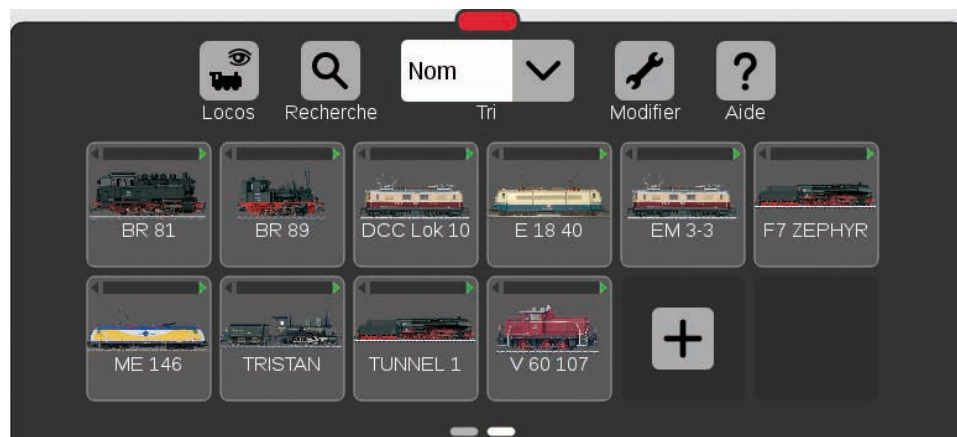 Nom
Locos
Recherche
Tri
Modifier
Aide
BR 81
BR 89
DCC Lok 10
E 18 40
EM 3-3
F7 ZEPHYR
ME 146
TRISTAN
TUNNEL 1
V 60 107